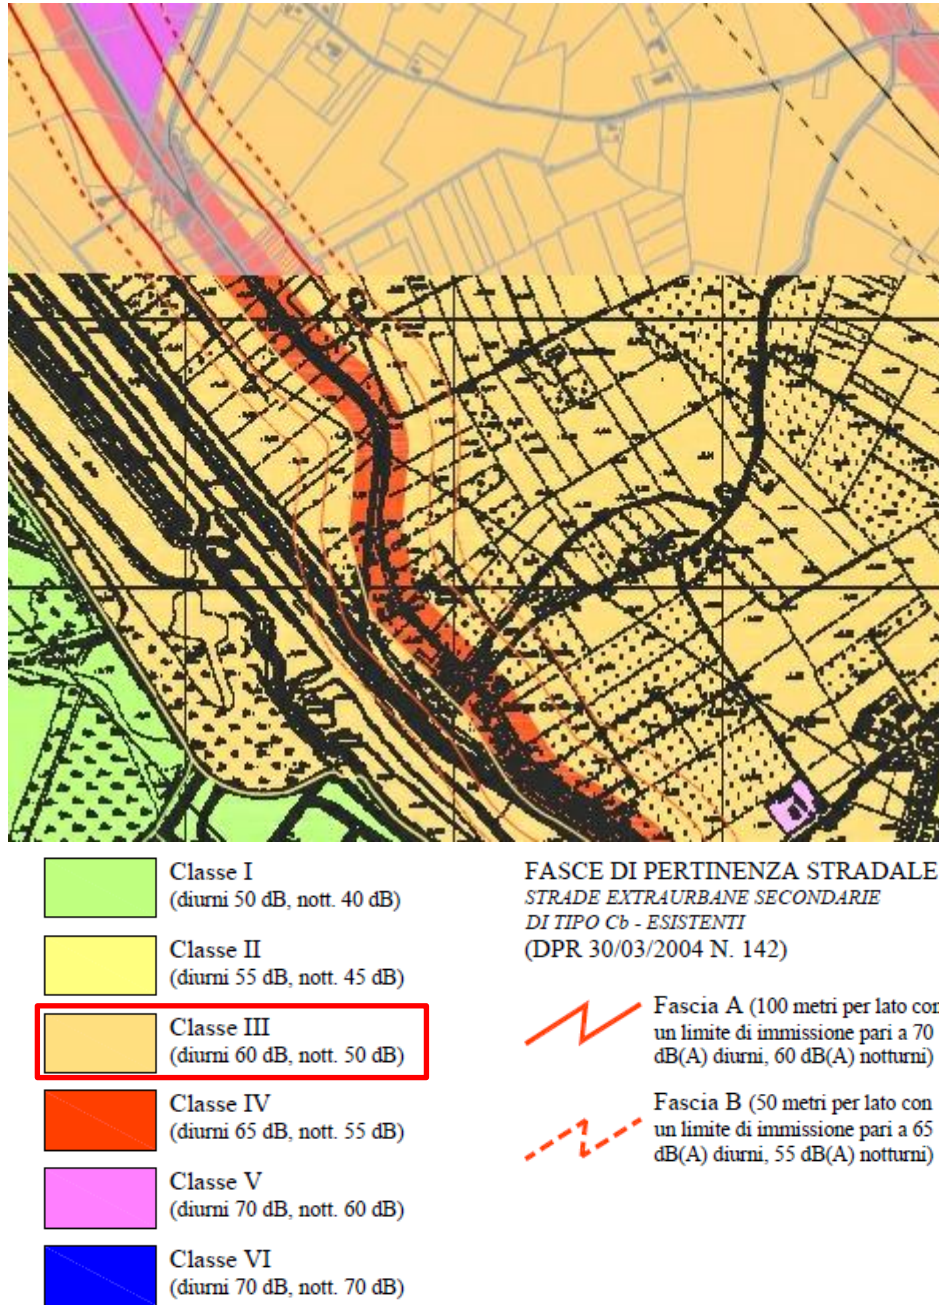 Classe I
(diurni 50 dB, nott. 40 dB)
Classe II
(diurni 55 dB, nott. 45 dB)
Classe III
(diurni 60 dB, nott. 50 dB)
Classe IV
(diurni 65 dB, nott. 55 dB)
Classe V
(diurni 70 dB, nott. 60 dB)
Classe VI
(diurni 70 dB, nott. 70 dB)
FASCE DI PERTINENZA STRADALE
STRADE EXTRAURBANE SECONDARIE
DI TIPO Cb - ESISTENTI
(DPR 30/03/2004 N. 142)
Fascia A (100 metri per lato con
un limite di immissione pari a 70
dB(A) diurni, 60 dB(A) notturni)
Fascia B (50 metri per lato con
un limite di immissione pari a 65
dB(A) diurni, 55 dB(A) notturni)